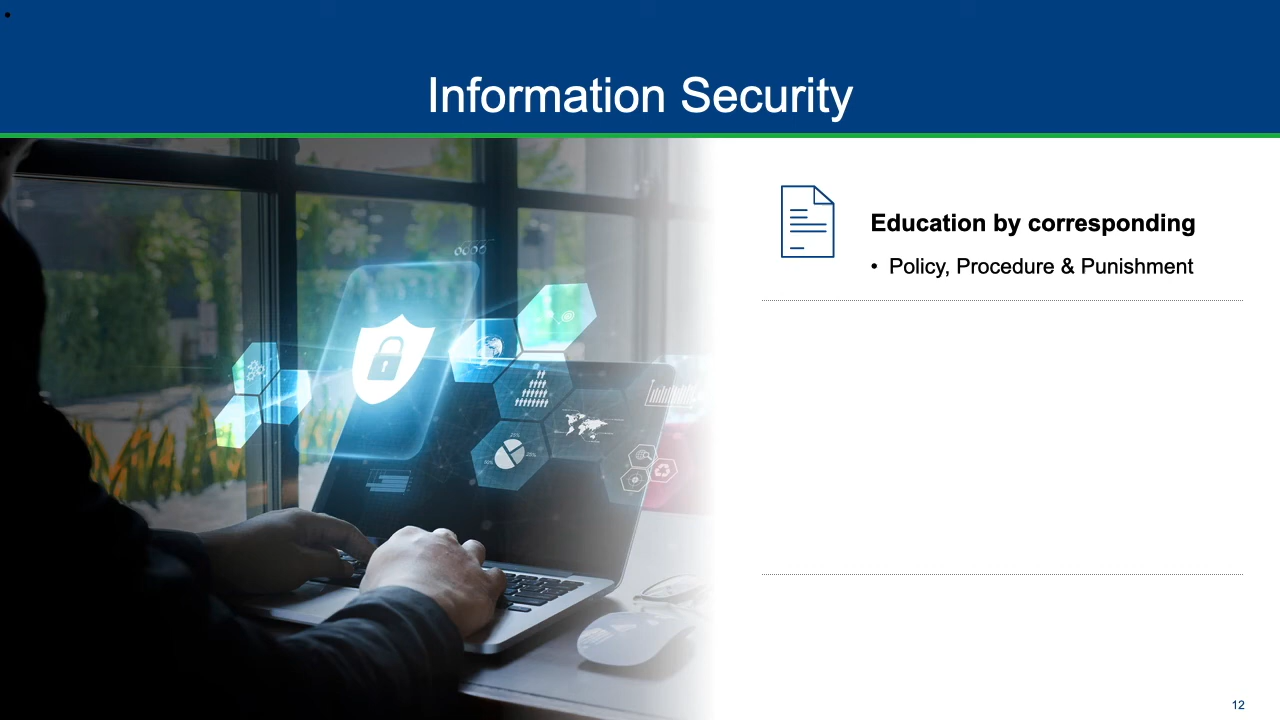 Information Security
Education by corresponding
• Policy, Procedure & Punishment
12